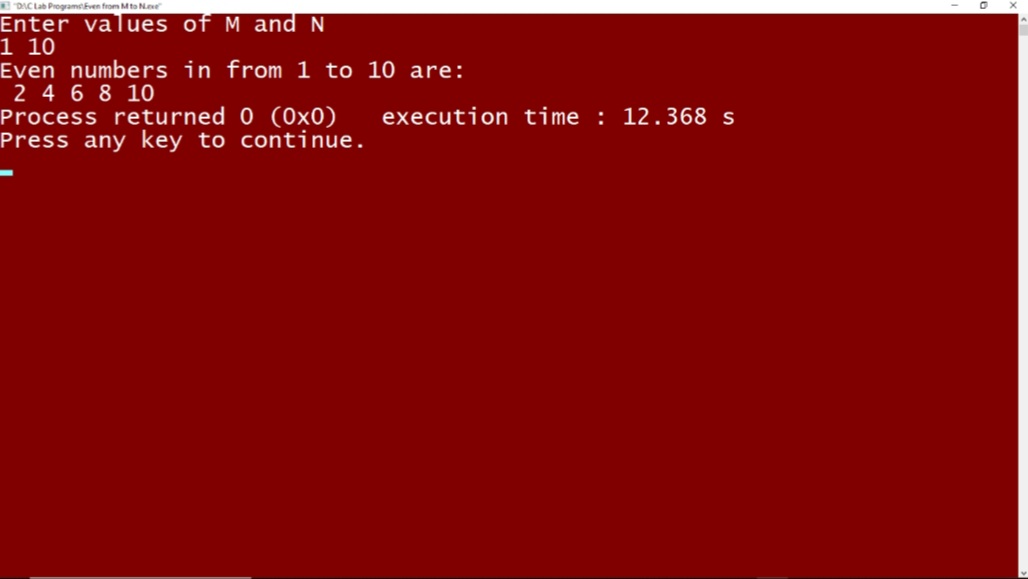 "D:\C Lab Programs\Even from M to N.exe"
Enter values of M and N
1 10
Even numbers in from 1 to 10 are:
2 4 6 8 10
Process returned 0 (0x0)   execution time : 12.368 s
Press any key to continue.